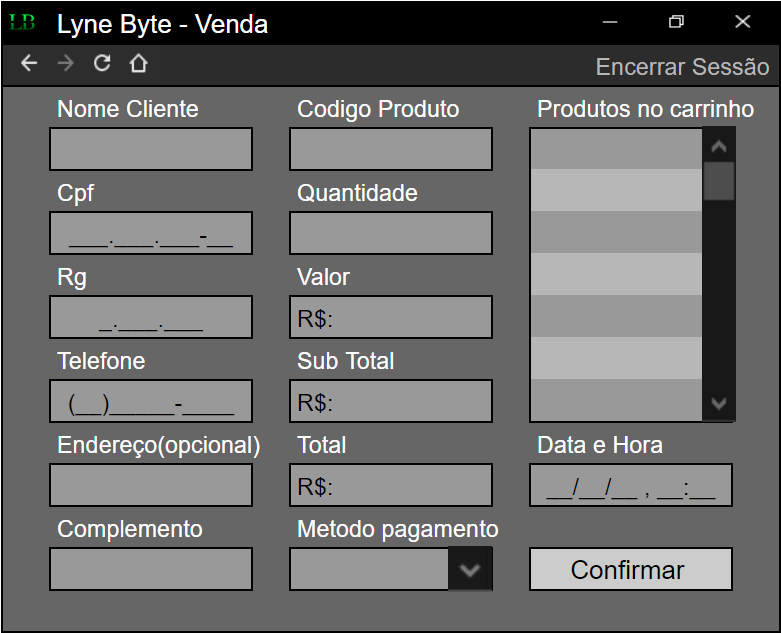 LB Lyne Byte - Venda
Encerrar Sessão
Nome Cliente
Codigo Produto
Produtos no carrinho
Cpf
___.___.___-__
Quantidade
Rg
_.___.___
Valor
R$:
Telefone
(__)_____-____
Sub Total
R$:
Endereço(opcional)
Total
R$:
Data e Hora
__/__/__ , __:__
Complemento
Metodo pagamento
Confirmar